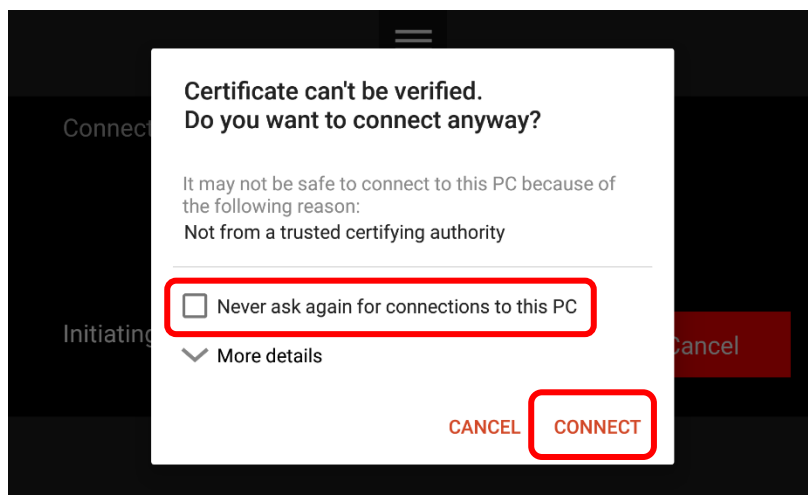 Certificate can't be verified.
Do you want to connect anyway?
Connect
It may not be safe to connect to this PC because of
the following reason:
Not from a trusted certifying authority
Never ask again for connections to this PC
Initiating
Cancel
More details
CANCEL CONNECT